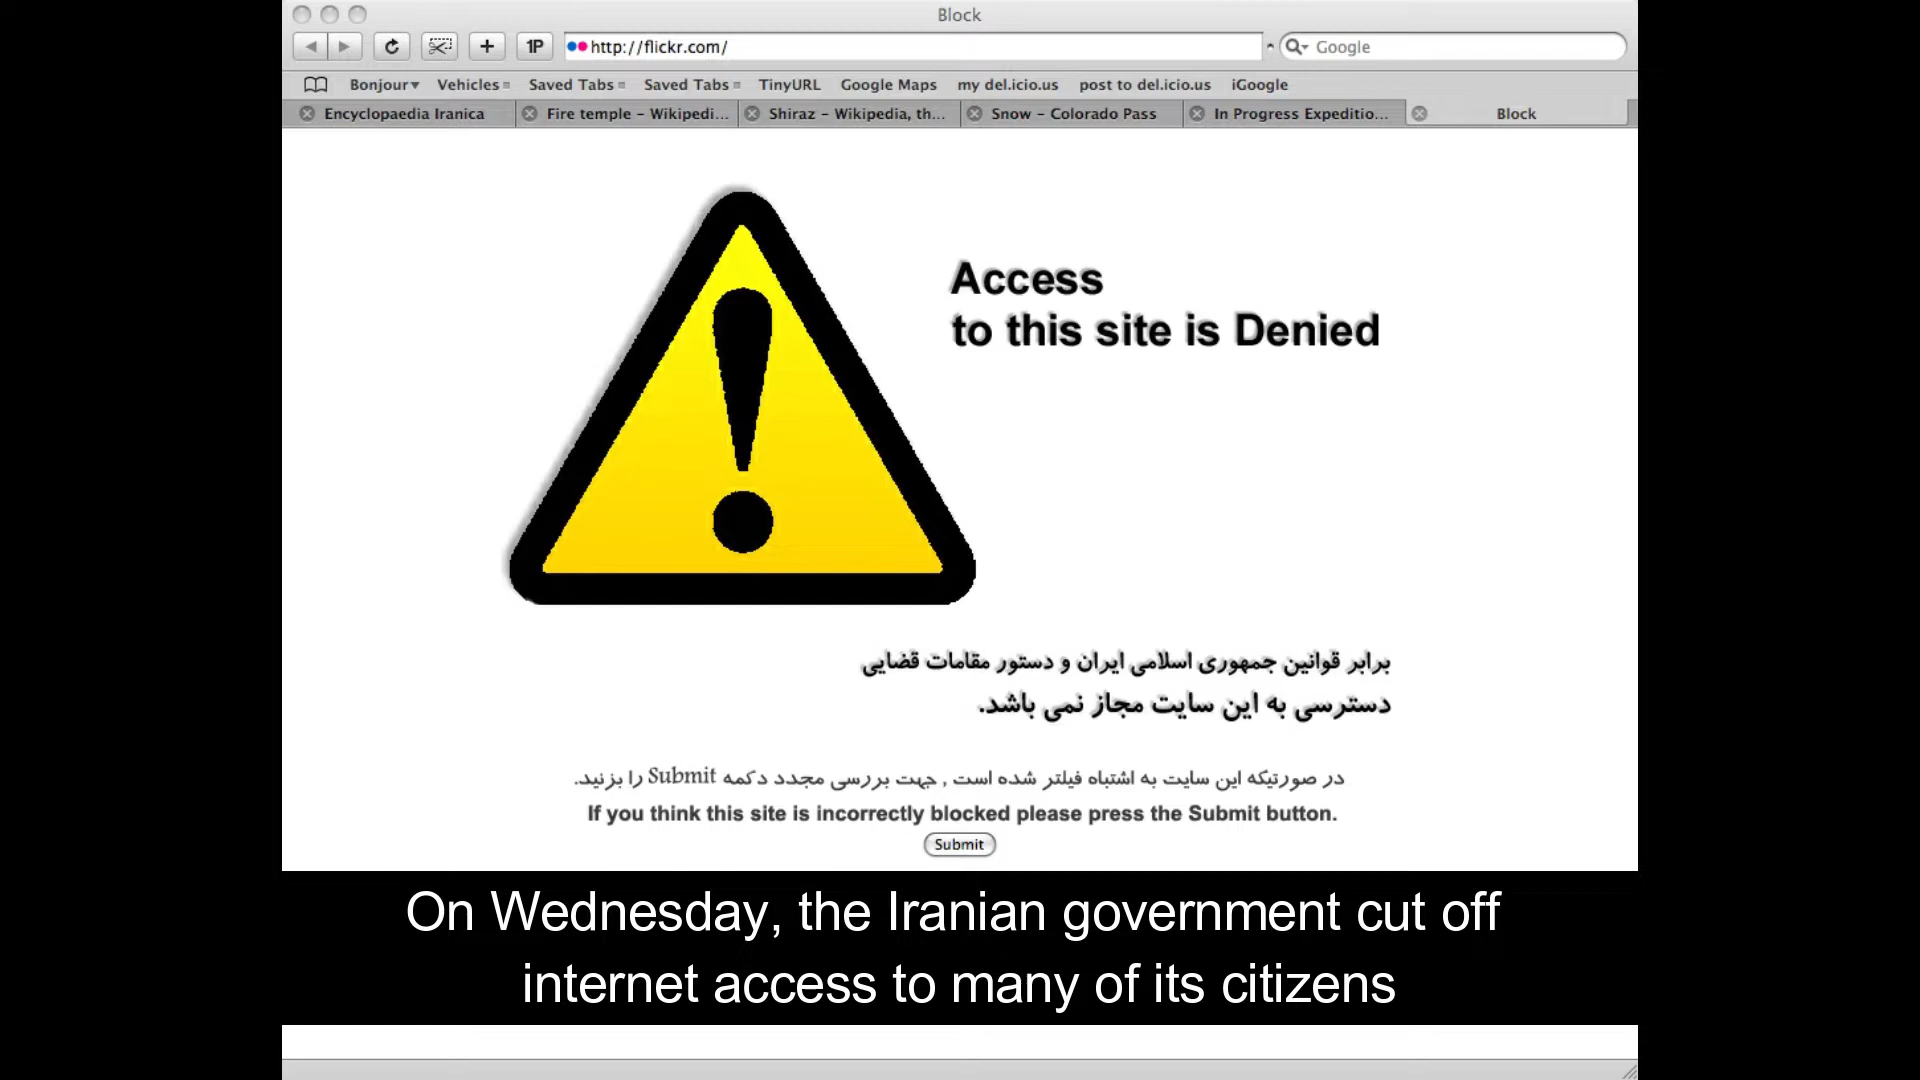 Block
http://flickr.com/
Google
Bonjour Vehicles Saved Tabs Saved Tabs TinyURL Google Maps my del.icio.us post to del.icio.us iGoogle
Encyclopaedia Iranica Fire temple – Wikipedi... Shiraz – Wikipedia, th... Snow – Colorado Pass In Progress Expeditio... Block
1P
Access
to this site is Denied
برابر قوانین جمهوری اسلامی ایران و دستور مقامات قضایی
دسترسی به این سایت مجاز نمی باشد.
در صورتیکه این سایت به اشتباه فیلتر شده است , جهت بررسی مجدد دکمه Submit را بزنید.
If you think this site is incorrectly blocked please press the Submit button.
Submit
On Wednesday, the Iranian government cut off
internet access to many of its citizens